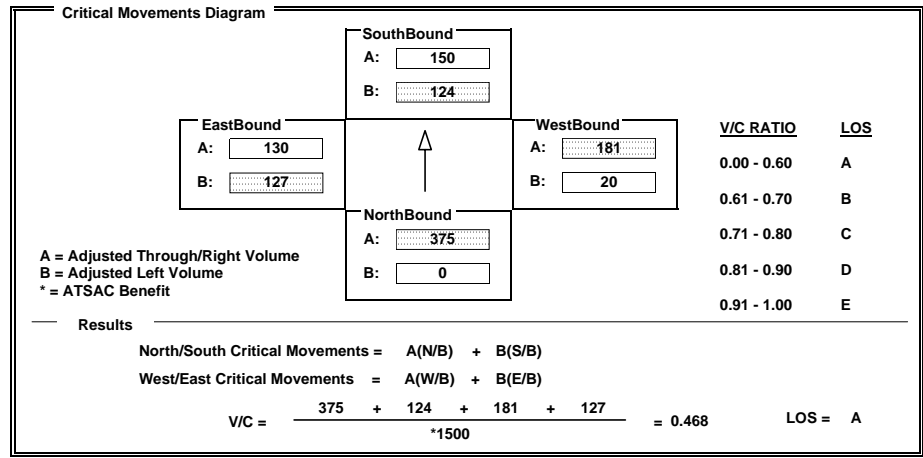 Critical Movements Diagram
SouthBound
A: 150
B: 124
EastBound
A: 130
B: 127
WestBound
A: 181
B: 20
NorthBound
A: 375
B: 0
V/C RATIO LOS
0.00 - 0.60 A
0.61 - 0.70 B
0.71 - 0.80 C
0.81 - 0.90 D
0.91 - 1.00 E
A = Adjusted Through/Right Volume
B = Adjusted Left Volume
* = ATSAC Benefit
Results
North/South Critical Movements = A(N/B) + B(S/B)
West/East Critical Movements = A(W/B) + B(E/B)
V/C = 375 + 124 + 181 + 127 = 0.468 LOS = A
*1500